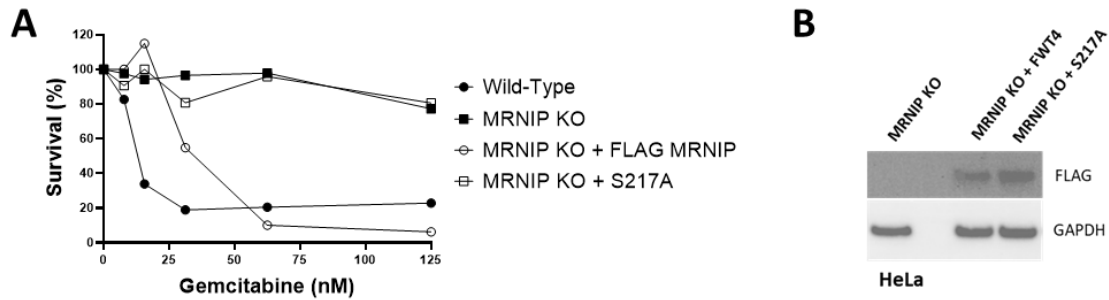 A
Survival (%)
120
100
80
60
40
20
0
0 25 50 75 100 125
Gemcitabine (nM)
Wild-Type
MRNIP KO
MRNIP KO + FLAG MRNIP
MRNIP KO + S217A
B
MRNIP KO
MRNIP KO + FWT4
MRNIP KO + S217A
FLAG
GAPDH
HeLa